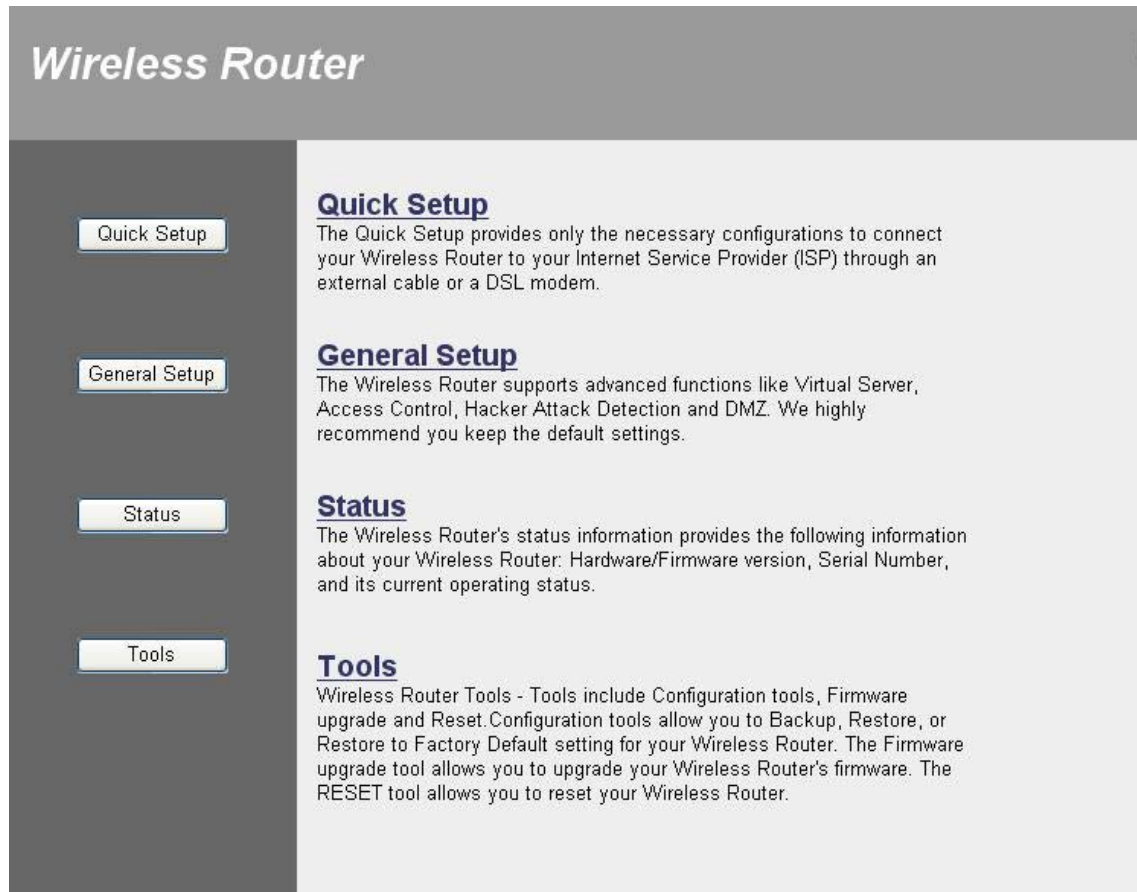 Wireless Router
Quick Setup
General Setup
Status
Tools
Quick Setup
The Quick Setup provides only the necessary configurations to connect
your Wireless Router to your Internet Service Provider (ISP) through an
external cable or a DSL modem.
General Setup
The Wireless Router supports advanced functions like Virtual Server,
Access Control, Hacker Attack Detection and DMZ. We highly
recommend you keep the default settings.
Status
The Wireless Router's status information provides the following information
about your Wireless Router: Hardware/Firmware version, Serial Number,
and its current operating status.
Tools
Wireless Router Tools - Tools include Configuration tools, Firmware
upgrade and Reset.Configuration tools allow you to Backup, Restore, or
Restore to Factory Default setting for your Wireless Router. The Firmware
upgrade tool allows you to upgrade your Wireless Router's firmware. The
RESET tool allows you to reset your Wireless Router.